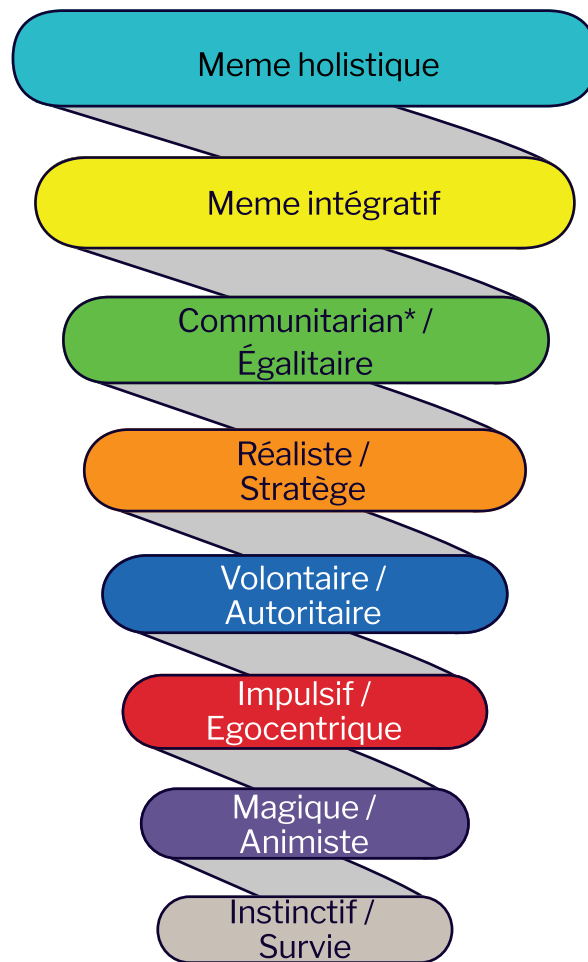 Meme holistique
Meme intégratif
Communitarian* /
Égalitaire
Réaliste /
Stratège
Volontaire /
Autoritaire
Impulsif /
Egocentrique
Magique /
Animiste
Instinctif /
Survie